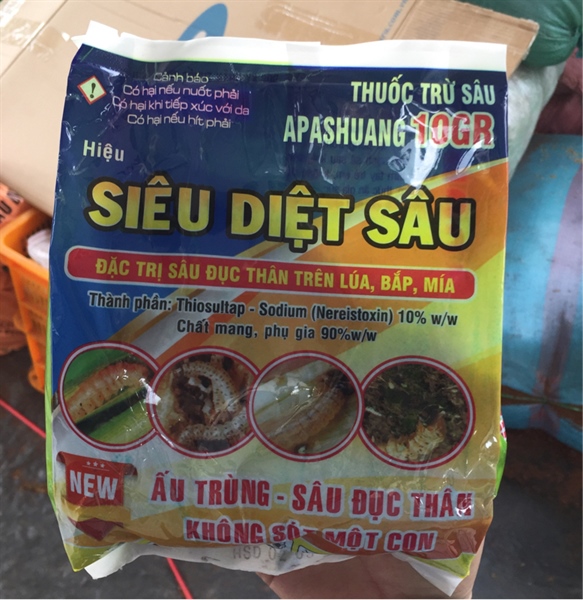 Cảnh báo
Có hại nếu nuốt phải
Có hại khi tiếp xúc với da
Có hại nếu hít phải
THUỐC TRỪ SÂU
APASHUANG 10GR
Hiệu
SIÊU DIỆT SÂU
ĐẶC TRỊ SÂU ĐỤC THÂN TRÊN LÚA, BẮP, MÍA
Thành phần: Thiosultap - Sodium (Nereistoxin) 10% w/w
Chất mang, phụ gia 90%w/w
NEW
ẤU TRÙNG - SÂU ĐỤC THÂN
KHÔNG SÓT MỘT CON
HSD